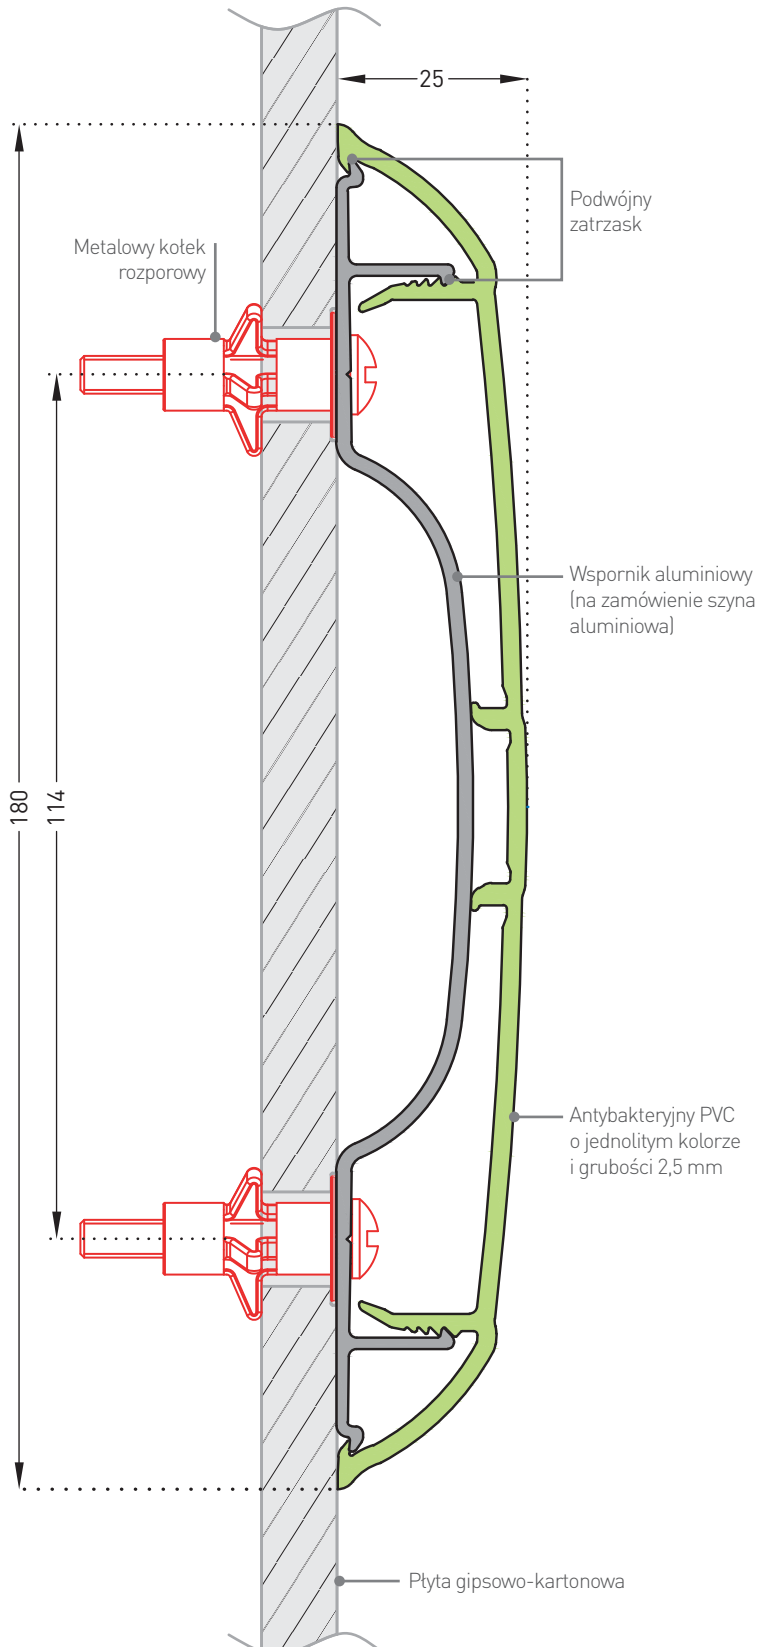 25
Podwójny
zatrzask
Metalowy kołek
rozporowy
Wspornik aluminiowy
(na zamówienie szyna
aluminiowa)
180
114
Antybakteryjny PVC
o jednolitym kolorze
i grubości 2,5 mm
Płyta gipsowo-kartonowa